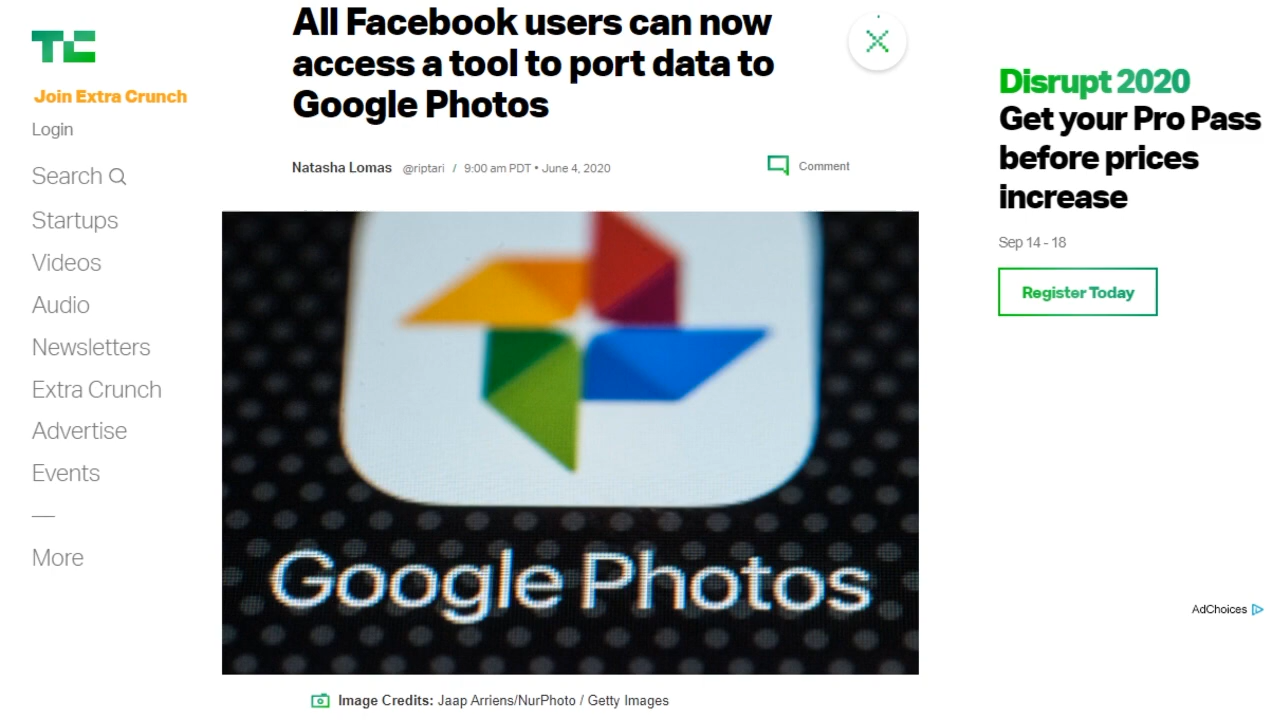 TC
Join Extra Crunch
Login
Search
Startups
Videos
Audio
Newsletters
Extra Crunch
Advertise
Events
—
More
All Facebook users can now
access a tool to port data to
Google Photos
Natasha Lomas @riptari / 9:00 am PDT • June 4, 2020
Comment
Google Photos
Image Credits: Jaap Arriens/NurPhoto / Getty Images
Disrupt 2020
Get your Pro Pass
before prices
increase
Sep 14 - 18
Register Today
AdChoices